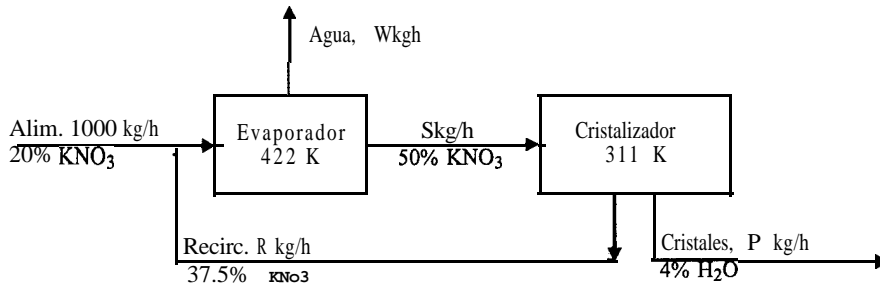 Agua, Wkgh
Alim. 1000 kg/h
20% KNO₃
Evaporador
422 K
Skg/h
50% KNO₃
Cristalizador
311 K
Recirc. R kg/h
37.5% KNo3
Cristales, P kg/h
4% H₂O